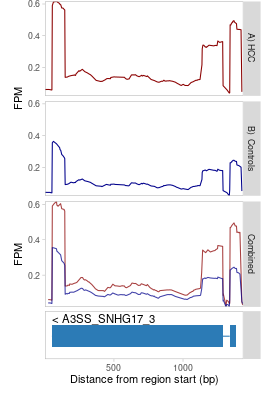 0.6
0.4
0.2
FPM
A) HCC
0.6
0.4
0.2
FPM
B) Controls
0.6
0.4
0.2
FPM
Combined
< A3SS_SNHG17_3
500
1000
Distance from region start (bp)